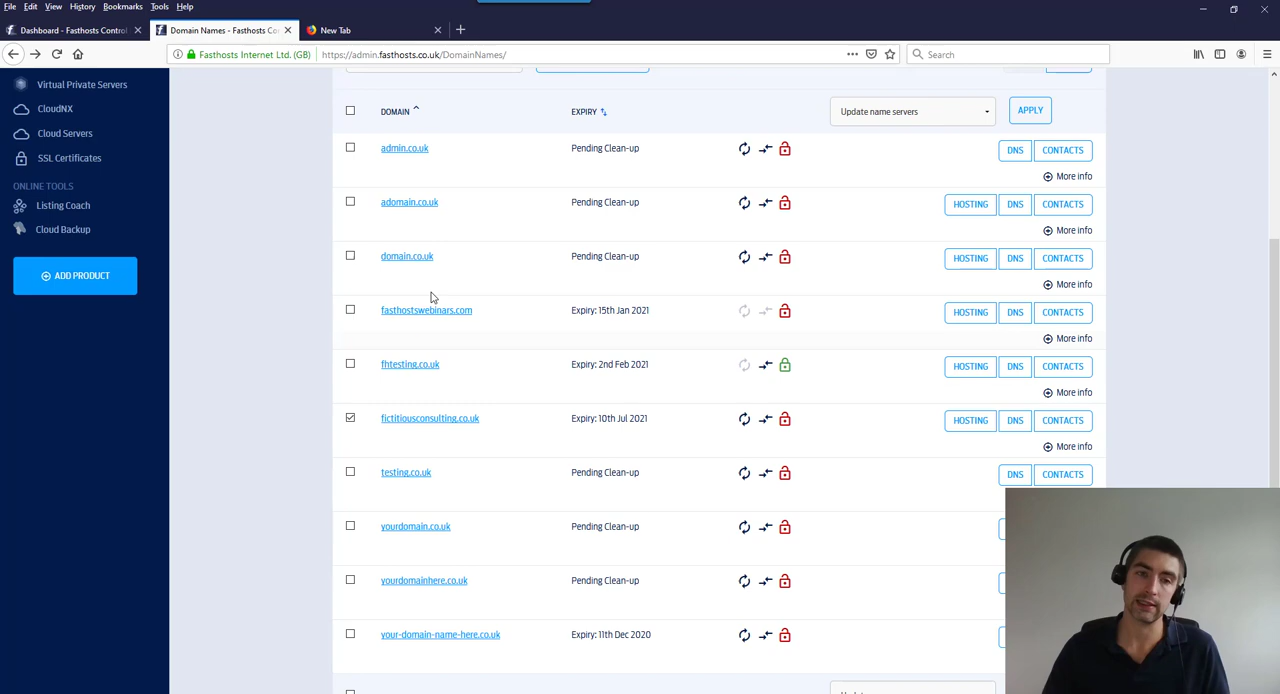 File Edit View History Bookmarks Tools Help
Dashboard - Fasthosts Control
Domain Names - Fasthosts Co
New Tab
Fasthosts Internet Ltd. (GB)
https://admin.fasthosts.co.uk/DomainNames/
Search
Virtual Private Servers
CloudNX
Cloud Servers
SSL Certificates
ONLINE TOOLS
Listing Coach
Cloud Backup
ADD PRODUCT
DOMAIN EXPIRY Update name servers APPLY
admin.co.uk Pending Clean-up DNS CONTACTS
More info
adomain.co.uk Pending Clean-up HOSTING DNS CONTACTS
More info
domain.co.uk Pending Clean-up HOSTING DNS CONTACTS
More info
fasthostswebinars.com Expiry: 15th Jan 2021 HOSTING DNS CONTACTS
More info
fhtesting.co.uk Expiry: 2nd Feb 2021 HOSTING DNS CONTACTS
More info
fictitiousconsulting.co.uk Expiry: 10th Jul 2021 HOSTING DNS CONTACTS
More info
testing.co.uk Pending Clean-up DNS CONTACTS
yourdomain.co.uk Pending Clean-up
yourdomainhere.co.uk Pending Clean-up
your-domain-name-here.co.uk Expiry: 11th Dec 2020